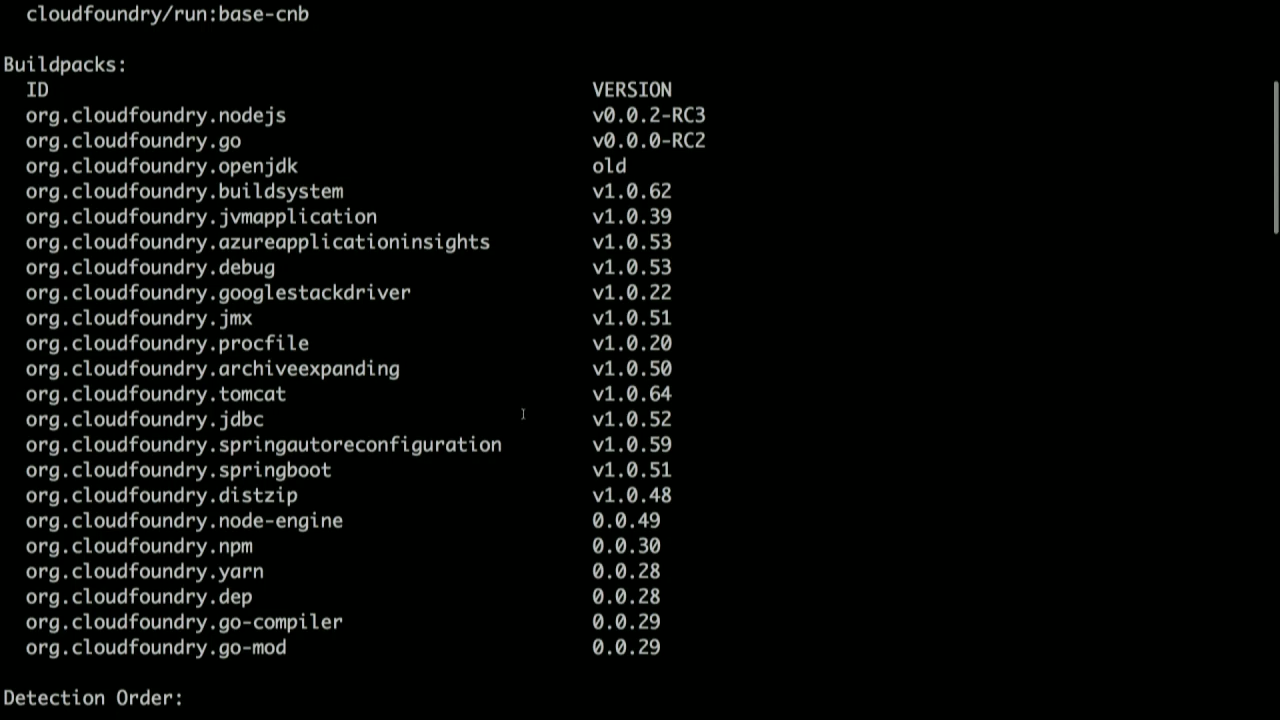 cloudfoundry/run:base-cnb
Buildpacks:
ID VERSION
org.cloudfoundry.nodejs v0.0.2-RC3
org.cloudfoundry.go v0.0.0-RC2
org.cloudfoundry.openjdk old
org.cloudfoundry.buildsystem v1.0.62
org.cloudfoundry.jvmapplication v1.0.39
org.cloudfoundry.azureapplicationinsights v1.0.53
org.cloudfoundry.debug v1.0.53
org.cloudfoundry.googlestackdriver v1.0.22
org.cloudfoundry.jmx v1.0.51
org.cloudfoundry.procfile v1.0.20
org.cloudfoundry.archiveexpanding v1.0.50
org.cloudfoundry.tomcat v1.0.64
org.cloudfoundry.jdbc v1.0.52
org.cloudfoundry.springautoreconfiguration v1.0.59
org.cloudfoundry.springboot v1.0.51
org.cloudfoundry.distzip v1.0.48
org.cloudfoundry.node-engine 0.0.49
org.cloudfoundry.npm 0.0.30
org.cloudfoundry.yarn 0.0.28
org.cloudfoundry.dep 0.0.28
org.cloudfoundry.go-compiler 0.0.29
org.cloudfoundry.go-mod 0.0.29
Detection Order: